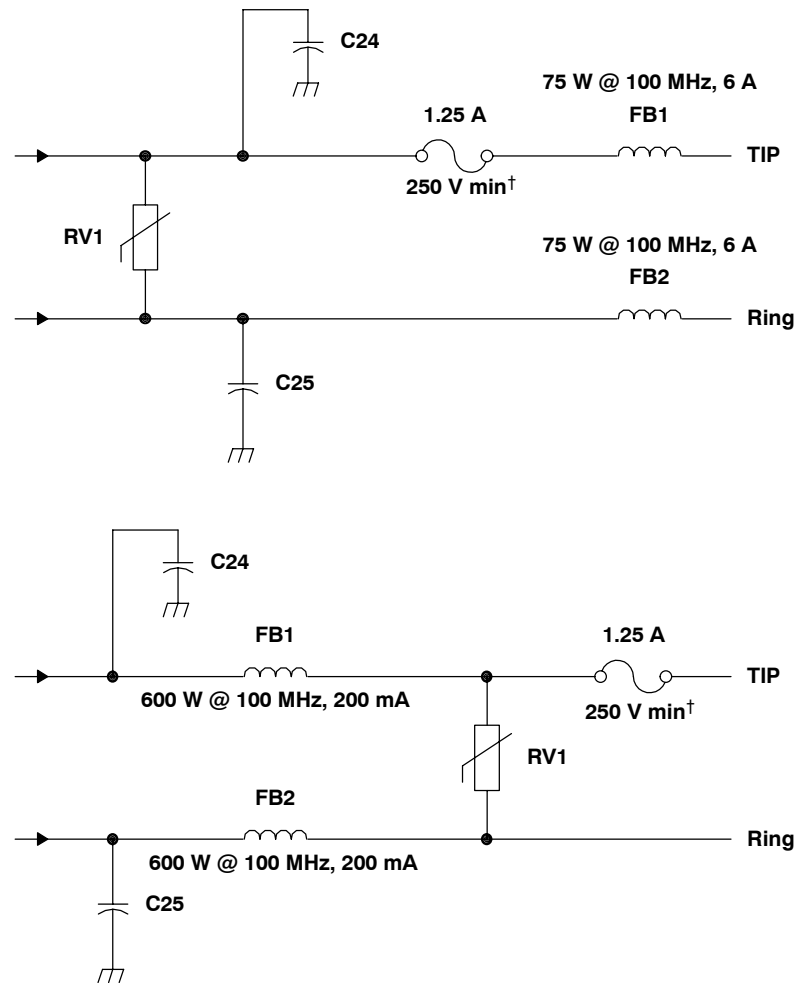 C24
75 W @ 100 MHz, 6 A
1.25 A
FB1
TIP
250 V min†
RV1
75 W @ 100 MHz, 6 A
FB2
Ring
C25
C24
FB1
1.25 A
TIP
600 W @ 100 MHz, 200 mA
250 V min†
RV1
FB2
Ring
600 W @ 100 MHz, 200 mA
C25